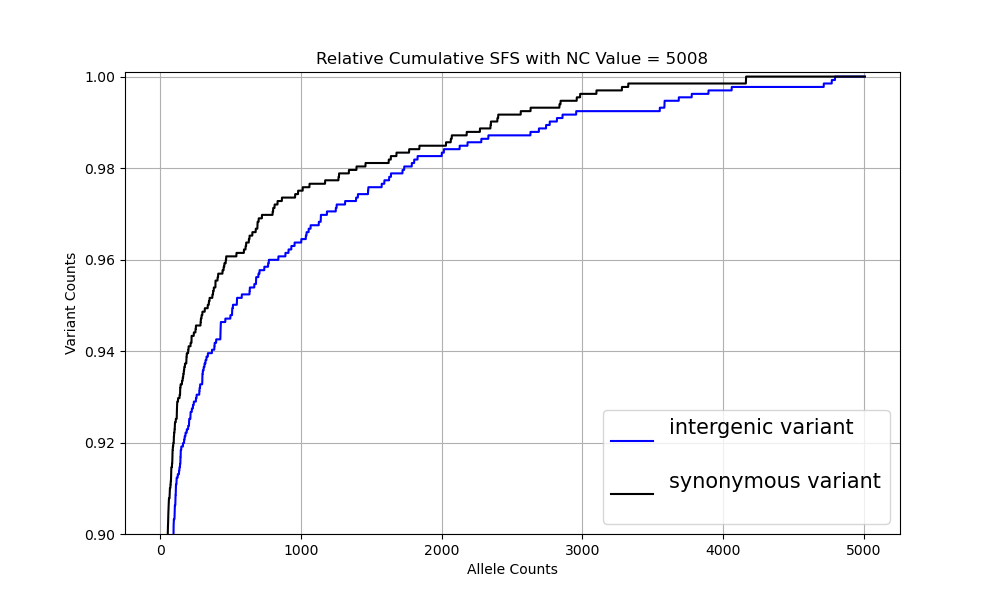 Relative Cumulative SFS with NC Value = 5008
1.00
0.98
0.96
0.94
0.92
0.90
Variant Counts
intergenic variant
synonymous variant
0 1000 2000 3000 4000 5000
Allele Counts